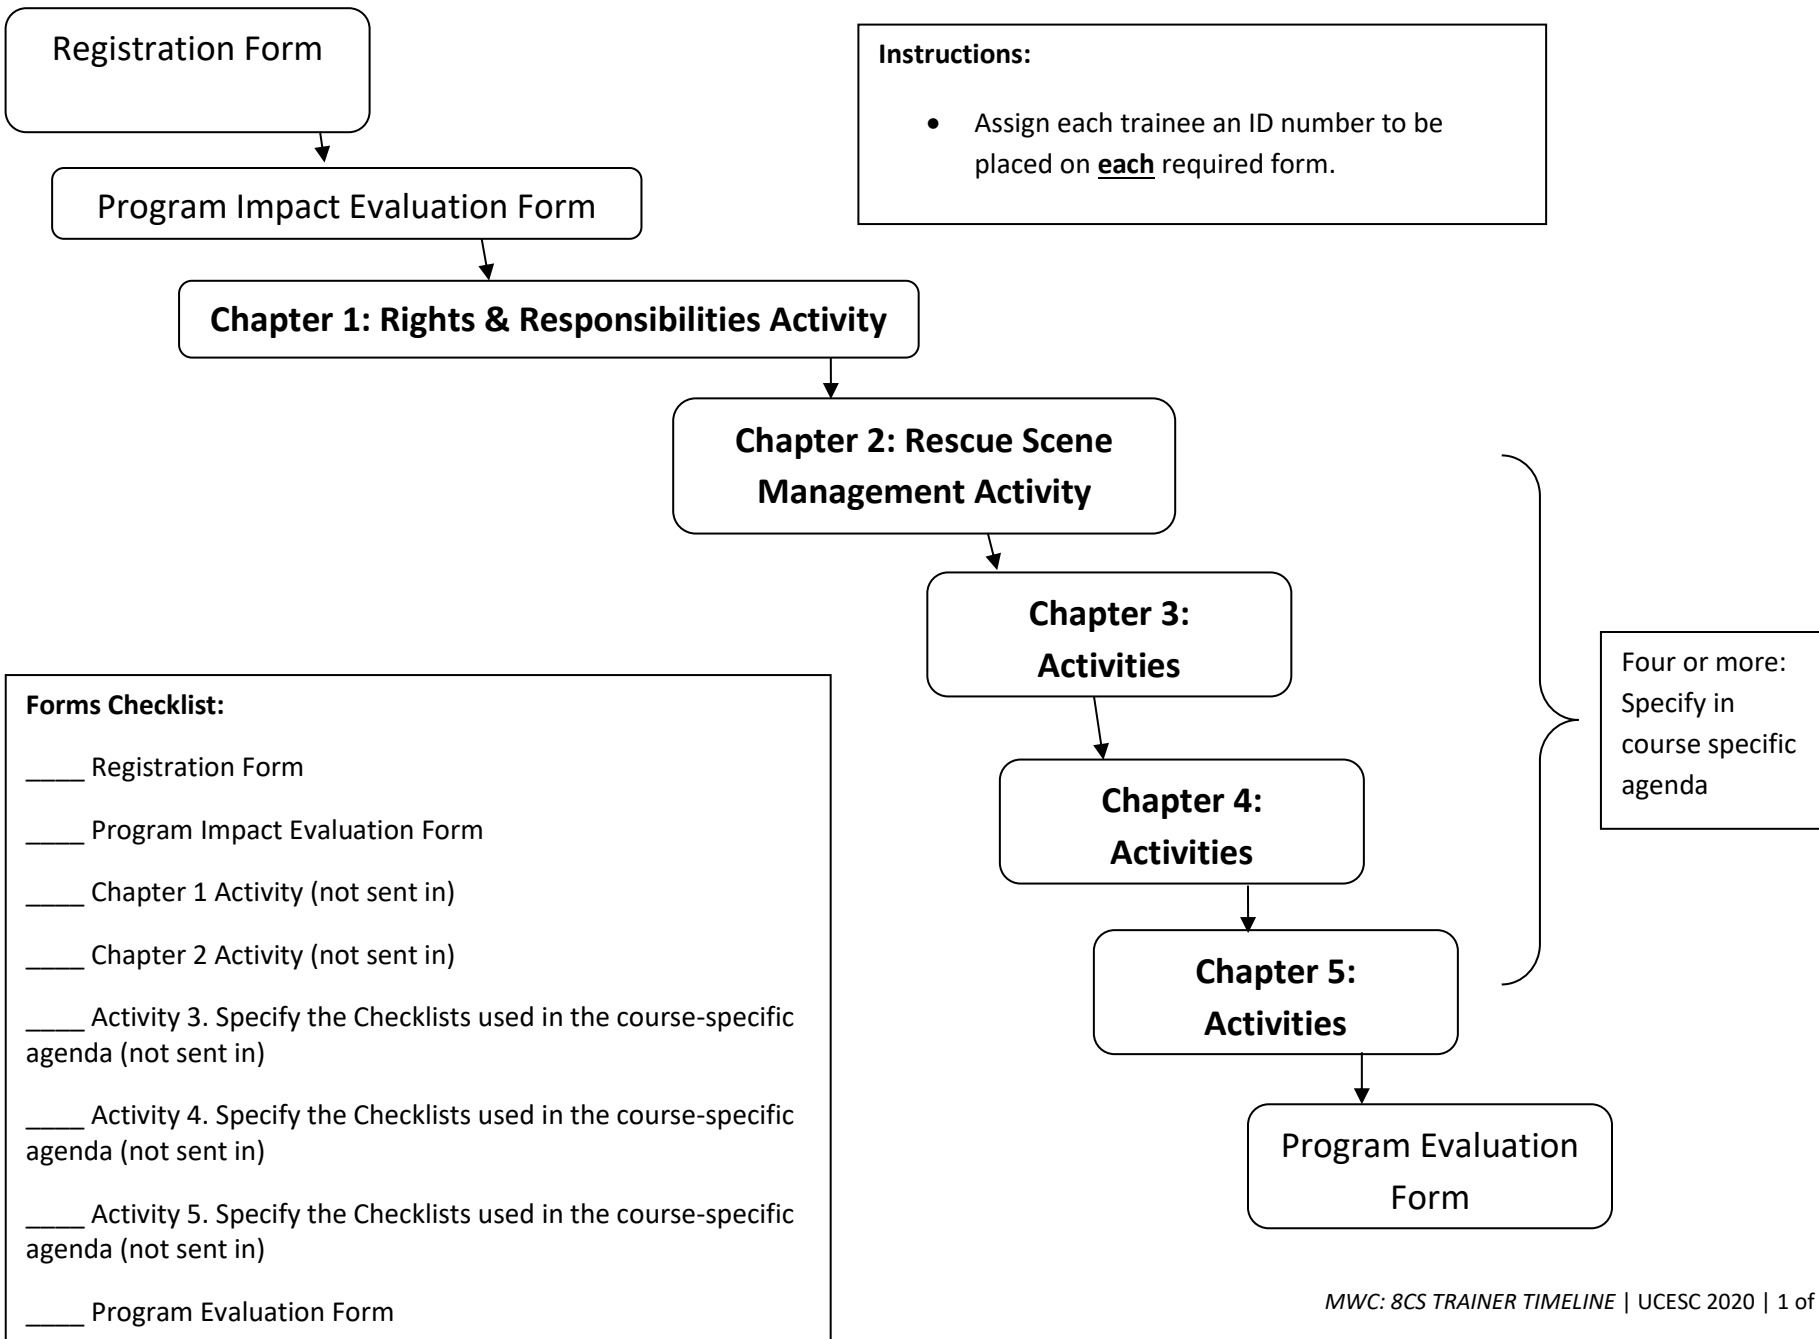 Registration Form
Instructions:
• Assign each trainee an ID number to be
placed on each required form.
Program Impact Evaluation Form
Chapter 1: Rights & Responsibilities Activity
Chapter 2: Rescue Scene
Management Activity
Chapter 3:
Activities
Chapter 4:
Activities
Chapter 5:
Activities
Program Evaluation
Form
Four or more:
Specify in
course specific
agenda
Forms Checklist:
____ Registration Form
____ Program Impact Evaluation Form
____ Chapter 1 Activity (not sent in)
____ Chapter 2 Activity (not sent in)
____ Activity 3. Specify the Checklists used in the course-specific
agenda (not sent in)
____ Activity 4. Specify the Checklists used in the course-specific
agenda (not sent in)
____ Activity 5. Specify the Checklists used in the course-specific
agenda (not sent in)
____ Program Evaluation Form
MWC: 8CS TRAINER TIMELINE | UCESC 2020 | 1 of